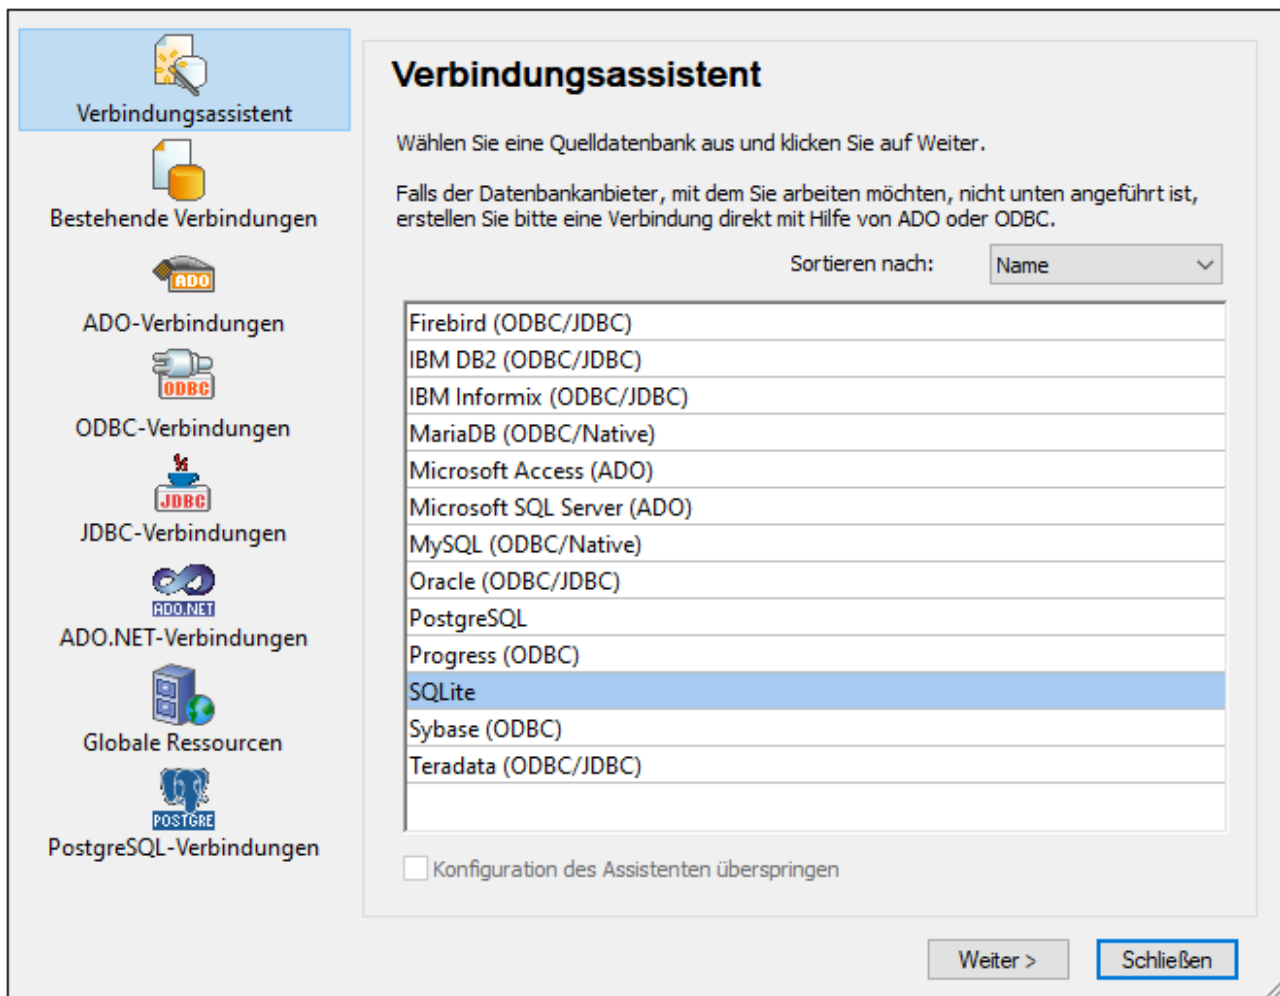 Verbindungsassistent
Bestehende Verbindungen
ADO
ADO-Verbindungen
ODBC
ODBC-Verbindungen
JDBC
JDBC-Verbindungen
ADO.NET
ADO.NET-Verbindungen
Globale Ressourcen
POSTGRE
PostgreSQL-Verbindungen
Verbindungsassistent
Wählen Sie eine Quelldatenbank aus und klicken Sie auf Weiter.
Falls der Datenbankanbieter, mit dem Sie arbeiten möchten, nicht unten angeführt ist,
erstellen Sie bitte eine Verbindung direkt mit Hilfe von ADO oder ODBC.
Sortieren nach: Name
Firebird (ODBC/JDBC)
IBM DB2 (ODBC/JDBC)
IBM Informix (ODBC/JDBC)
MariaDB (ODBC/Native)
Microsoft Access (ADO)
Microsoft SQL Server (ADO)
MySQL (ODBC/Native)
Oracle (ODBC/JDBC)
PostgreSQL
Progress (ODBC)
SQLite
Sybase (ODBC)
Teradata (ODBC/JDBC)
Konfiguration des Assistenten überspringen
Weiter > Schließen